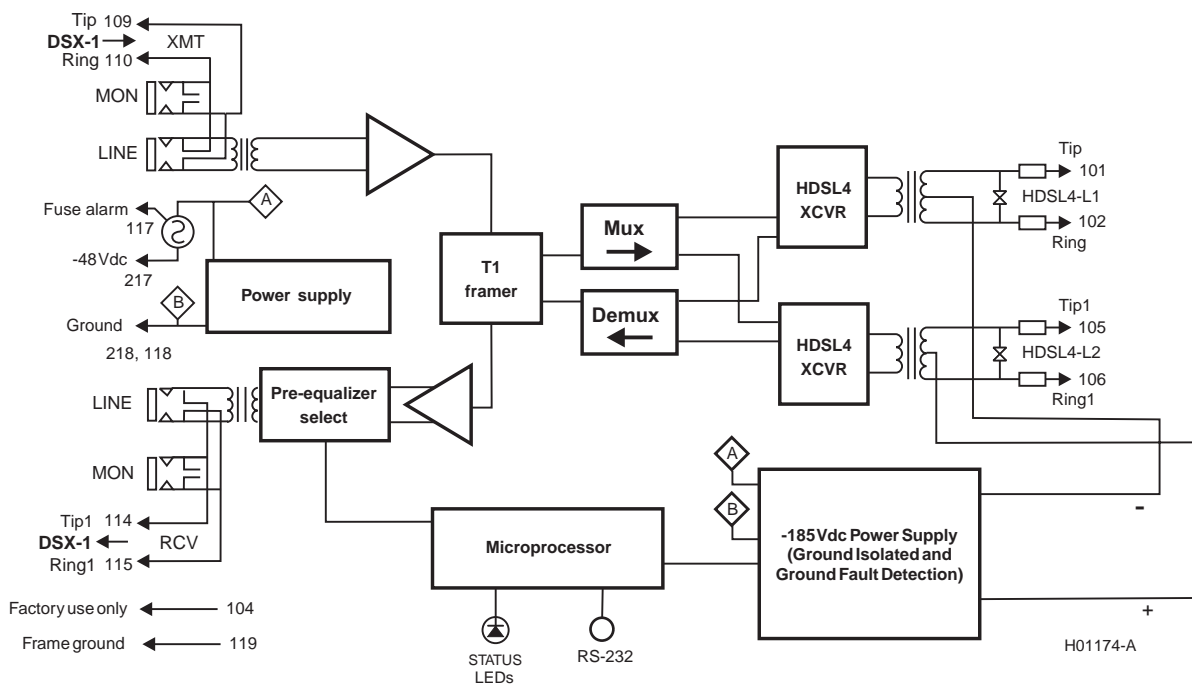 Tip 109
DSX-1 XMT
Ring 110
MON
LINE
A
Fuse alarm
117
-48Vdc
217
B
Ground
218, 118
Power supply
T1
framer
Mux
Demux
HDSL4
XCVR
HDSL4
XCVR
Tip
101
HDSL4-L1
102
Ring
Tip1
105
HDSL4-L2
106
Ring1
LINE
Pre-equalizer
select
MON
Tip1 114
DSX-1 RCV
Ring1 115
Factory use only 104
Frame ground 119
Microprocessor
STATUS
LEDs
RS-232
A
B
-185Vdc Power Supply
(Ground Isolated and
Ground Fault Detection)
-
+
H01174-A